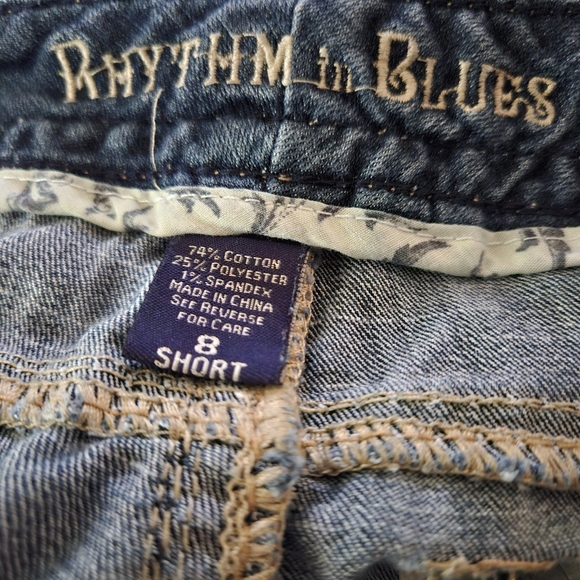 RHYTHM in BLUES
74% COTTON
25% POLYESTER
1% SPANDEX
MADE IN CHINA
SEE REVERSE
FOR CARE
8
SHORT